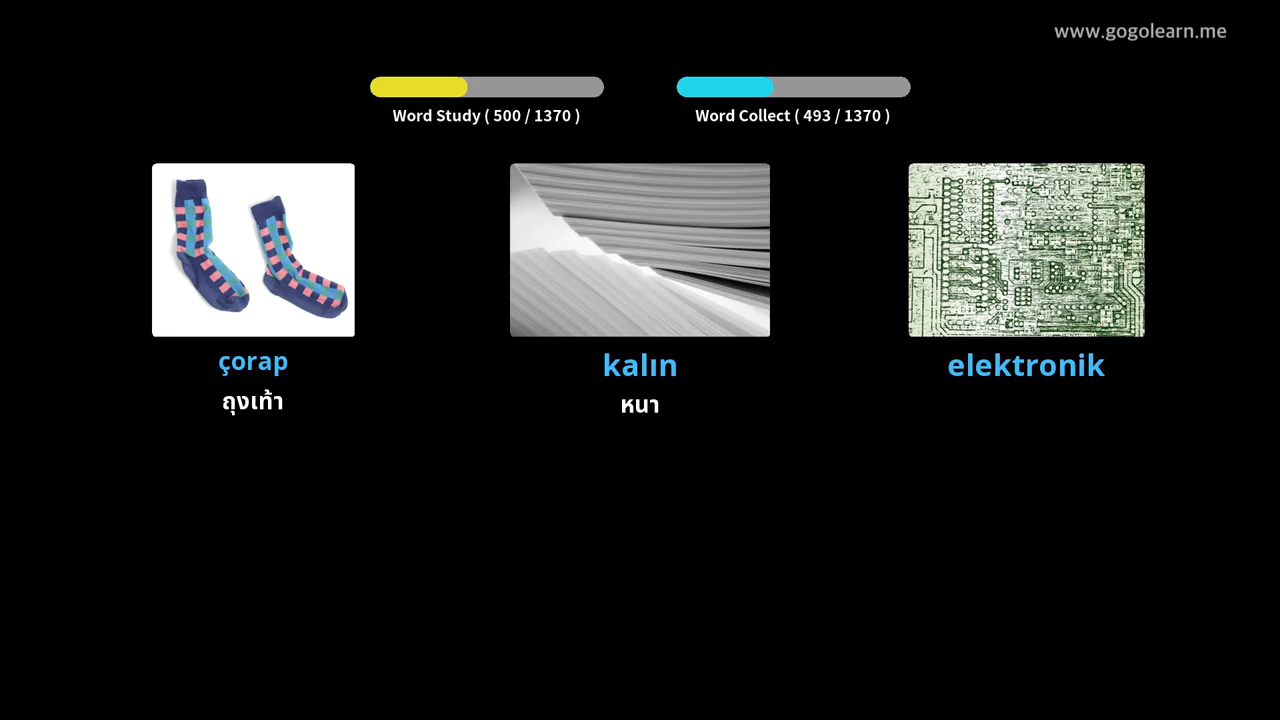 www.gogolearn.me
Word Study ( 500 / 1370 )
Word Collect ( 493 / 1370 )
çorap
kalın
elektronik
ถุงเท้า
หนา